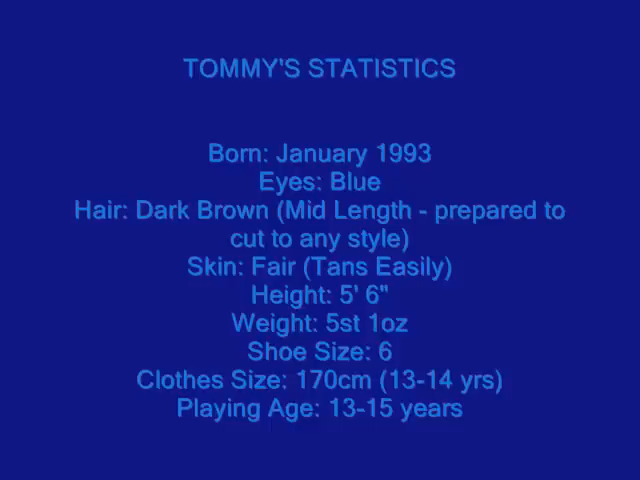 TOMMY'S STATISTICS
Born: January 1993
Eyes: Blue
Hair: Dark Brown (Mid Length - prepared to
cut to any style)
Skin: Fair (Tans Easily)
Height: 5' 6"
Weight: 5st 1oz
Shoe Size: 6
Clothes Size: 170cm (13-14 yrs)
Playing Age: 13-15 years